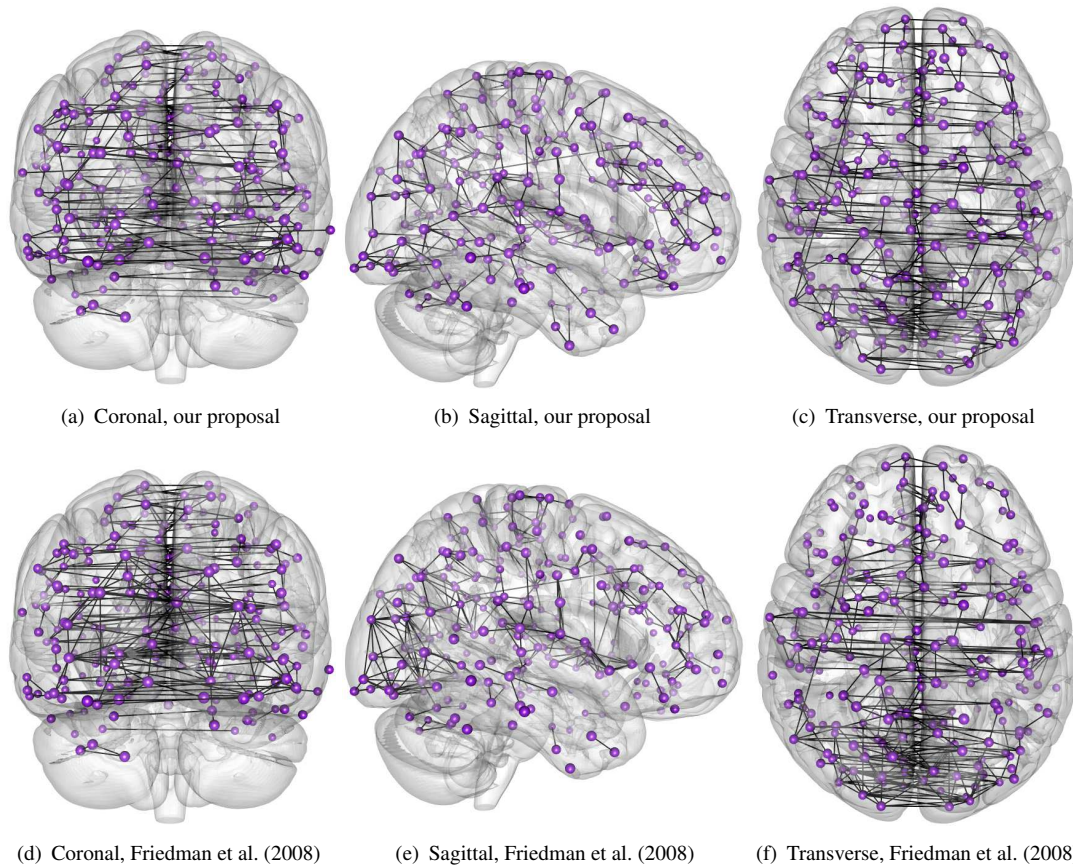 (a) Coronal, our proposal
(b) Sagittal, our proposal
(c) Transverse, our proposal
(d) Coronal, Friedman et al. (2008)
(e) Sagittal, Friedman et al. (2008)
(f) Transverse, Friedman et al. (2008